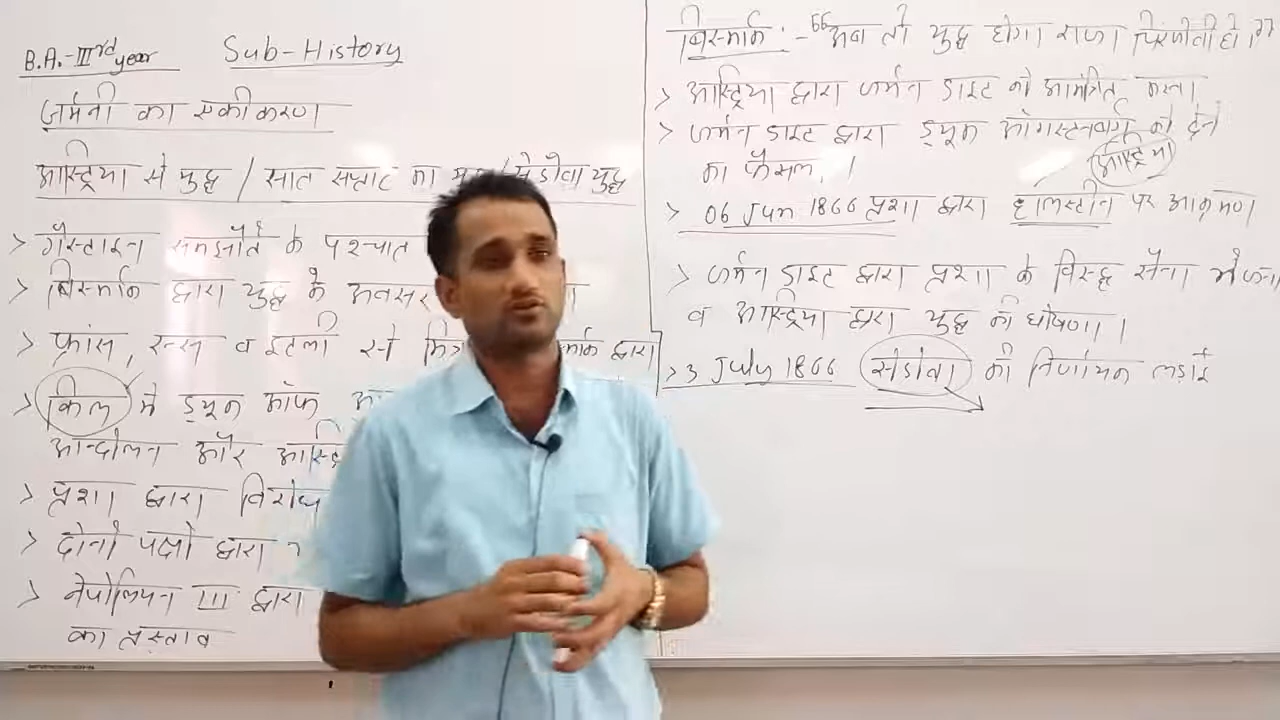 B.A.-IIIrd year
Sub-History
जर्मनी का एकीकरण
आस्ट्रिया से युद्ध / सात सप्ताह का युद्ध / सेडोवा युद्ध
> गैस्टाइन समझौते के पश्चात
> बिस्मार्क द्वारा युद्ध के अवसर
> फ्रांस, रूस व इटली से
> किल में ड्यूक ऑफ
आन्दोलन और
> प्रशा द्वारा विरोध
> दोनों पक्षों द्वारा
> नेपोलियन III द्वारा
का प्रस्ताव
बिस्मार्क :- "अब तो युद्ध होगा राजा चिरंजीवी हो।"
> आस्ट्रिया द्वारा जर्मन डाइट को आमंत्रित करना
> जर्मन डाइट द्वारा ड्यूक ऑगस्टनबर्ग को देने
का फैसला।
आस्ट्रिया
> 06 Jun 1866 प्रशा द्वारा हॉलस्टीन पर आक्रमण
> जर्मन डाइट द्वारा प्रशा के विरुद्ध सेना भेजना
व आस्ट्रिया द्वारा युद्ध की घोषणा।
> 3 July 1866 सेडोवा की निर्णायक लड़ाई